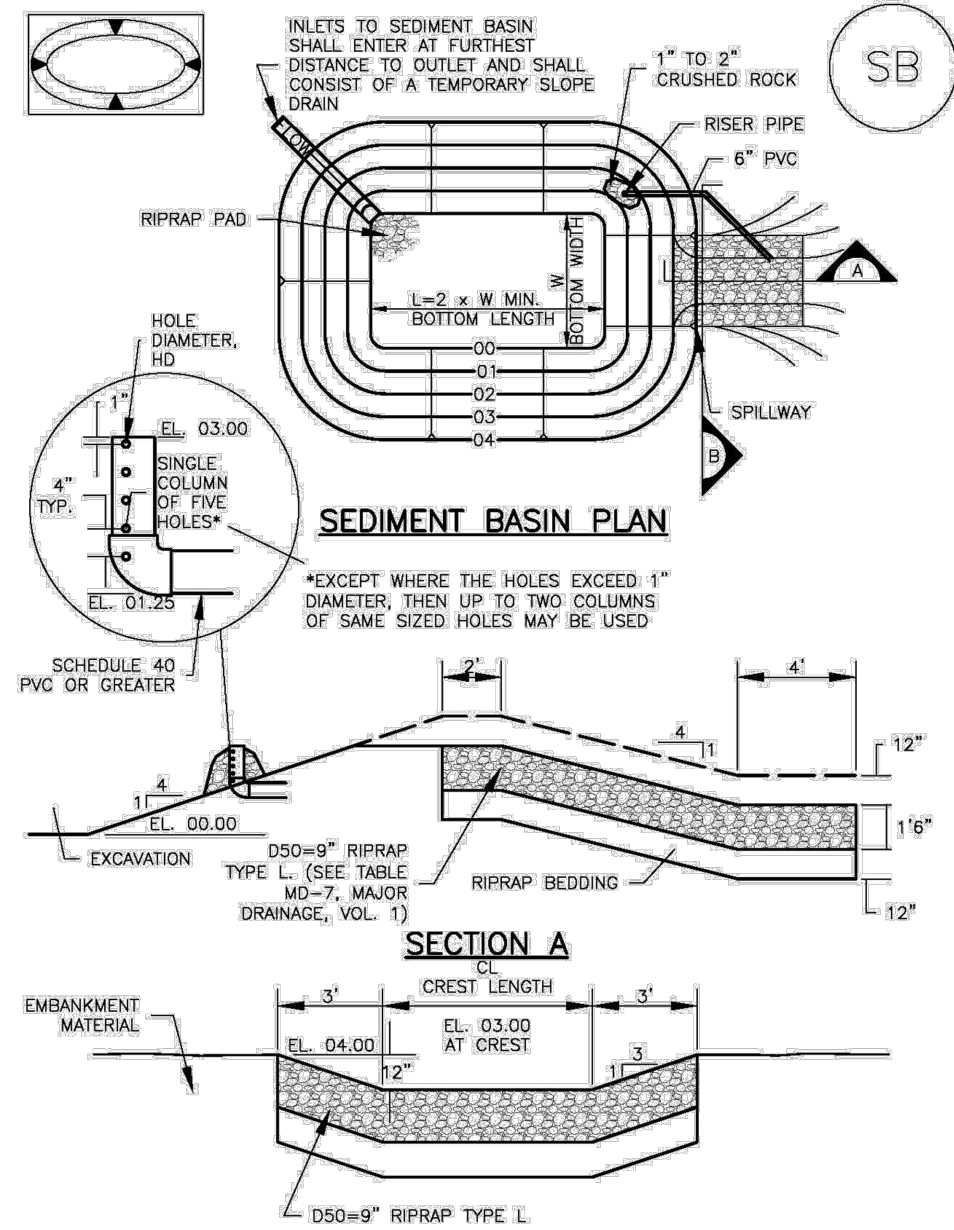 INLETS TO SEDIMENT BASIN
SHALL ENTER AT FURTHEST
DISTANCE TO OUTLET AND SHALL
CONSIST OF A TEMPORARY SLOPE
DRAIN
1" TO 2"
CRUSHED ROCK
SB
RISER PIPE
6" PVC
FLOW
RIPRAP PAD
W
BOTTOM WIDTH
L=2 x W MIN.
BOTTOM LENGTH
A
00
01
02
03
04
SPILLWAY
B
HOLE
DIAMETER,
HD
1"
EL. 03.00
SINGLE
COLUMN
OF FIVE
HOLES*
4"
TYP.
EL. 01.25
SCHEDULE 40
PVC OR GREATER
SEDIMENT BASIN PLAN
*EXCEPT WHERE THE HOLES EXCEED 1"
DIAMETER, THEN UP TO TWO COLUMNS
OF SAME SIZED HOLES MAY BE USED
2'
4'
4
1
12"
4
1
EL. 00.00
EXCAVATION
1'6"
D50=9" RIPRAP
TYPE L. (SEE TABLE
MD-7, MAJOR
DRAINAGE, VOL. 1)
RIPRAP BEDDING
12"
SECTION A
CL
CREST LENGTH
3'
3'
EMBANKMENT
MATERIAL
EL. 04.00
EL. 03.00
AT CREST
12"
3
1
D50=9" RIPRAP TYPE L